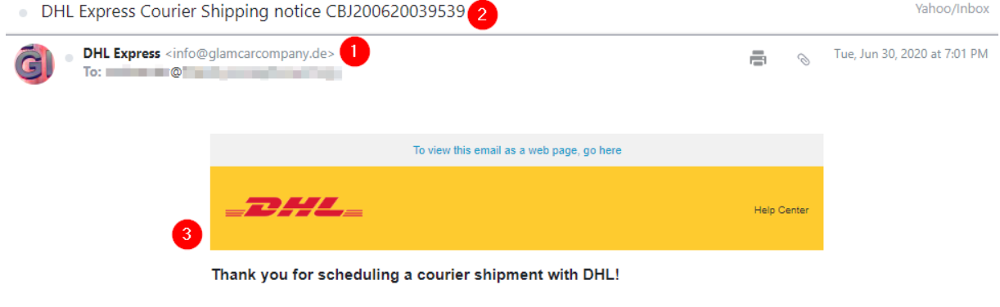 DHL Express Courier Shipping notice CBJ200620039539 2
Yahoo/Inbox
GI
DHL Express <info@glamcarcompany.de> 1
Tue, Jun 30, 2020 at 7:01 PM
To: @
To view this email as a web page, go here
DHL
Help Center
3
Thank you for scheduling a courier shipment with DHL!